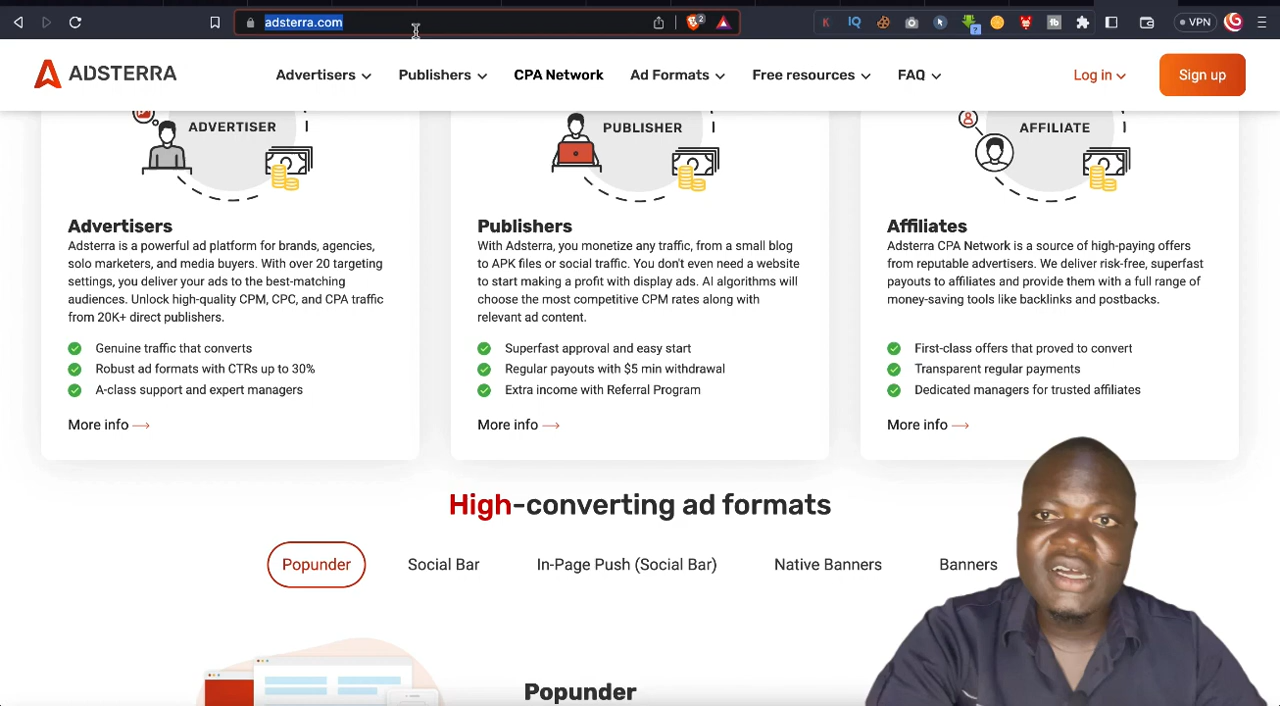 adsterra.com
2
K
IQ
?
tb
VPN
ADSTERRA
Advertisers
Publishers
CPA Network
Ad Formats
Free resources
FAQ
Log in
Sign up
ADVERTISER
PUBLISHER
AFFILIATE
Advertisers
Adsterra is a powerful ad platform for brands, agencies,
solo marketers, and media buyers. With over 20 targeting
settings, you deliver your ads to the best-matching
audiences. Unlock high-quality CPM, CPC, and CPA traffic
from 20K+ direct publishers.
Genuine traffic that converts
Robust ad formats with CTRs up to 30%
A-class support and expert managers
More info
Publishers
With Adsterra, you monetize any traffic, from a small blog
to APK files or social traffic. You don't even need a website
to start making a profit with display ads. AI algorithms will
choose the most competitive CPM rates along with
relevant ad content.
Superfast approval and easy start
Regular payouts with $5 min withdrawal
Extra income with Referral Program
More info
Affiliates
Adsterra CPA Network is a source of high-paying offers
from reputable advertisers. We deliver risk-free, superfast
payouts to affiliates and provide them with a full range of
money-saving tools like backlinks and postbacks.
First-class offers that proved to convert
Transparent regular payments
Dedicated managers for trusted affiliates
More info
High-converting ad formats
Popunder
Social Bar
In-Page Push (Social Bar)
Native Banners
Banners
Popunder